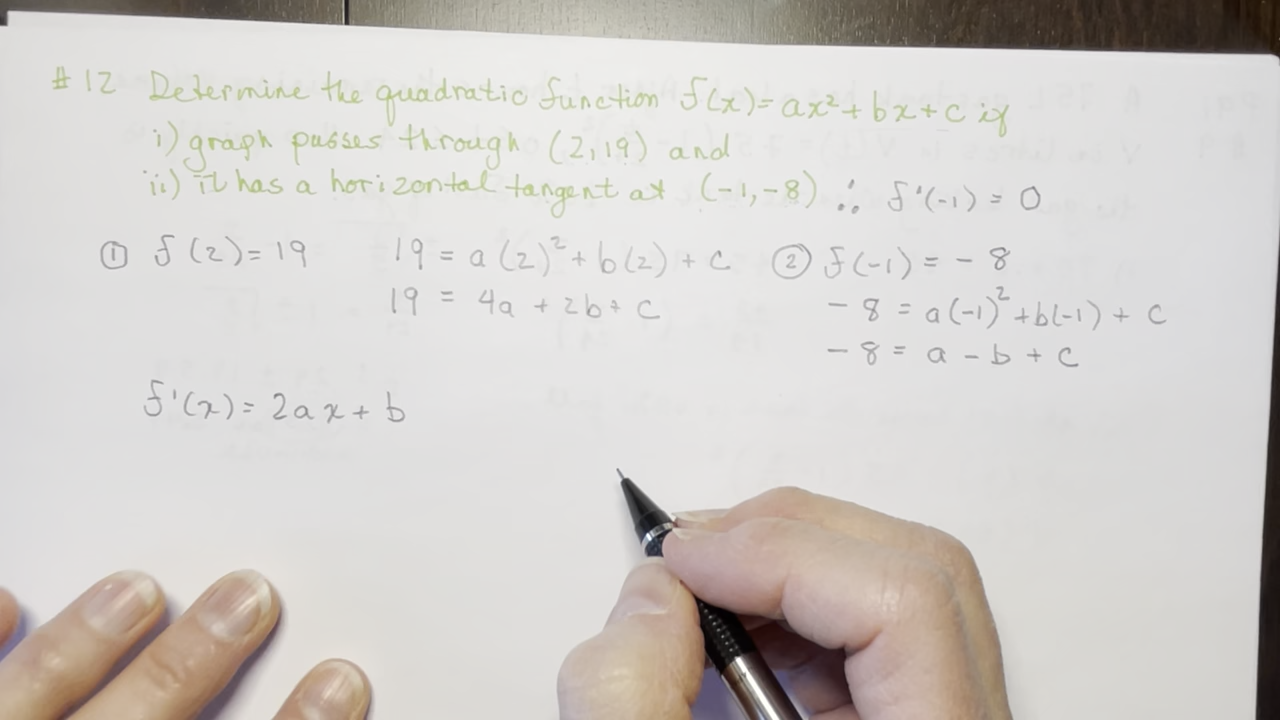 #12 Determine the quadratic function f(x) = ax² + bx + c if
i) graph passes through (2,19) and
ii) it has a horizontal tangent at (-1,-8) ∴ f'(-1) = 0
① f(2) = 19 19 = a(2)² + b(2) + c ② f(-1) = -8
19 = 4a + 2b + c -8 = a(-1)² + b(-1) + c
-8 = a - b + c
f'(x) = 2ax + b